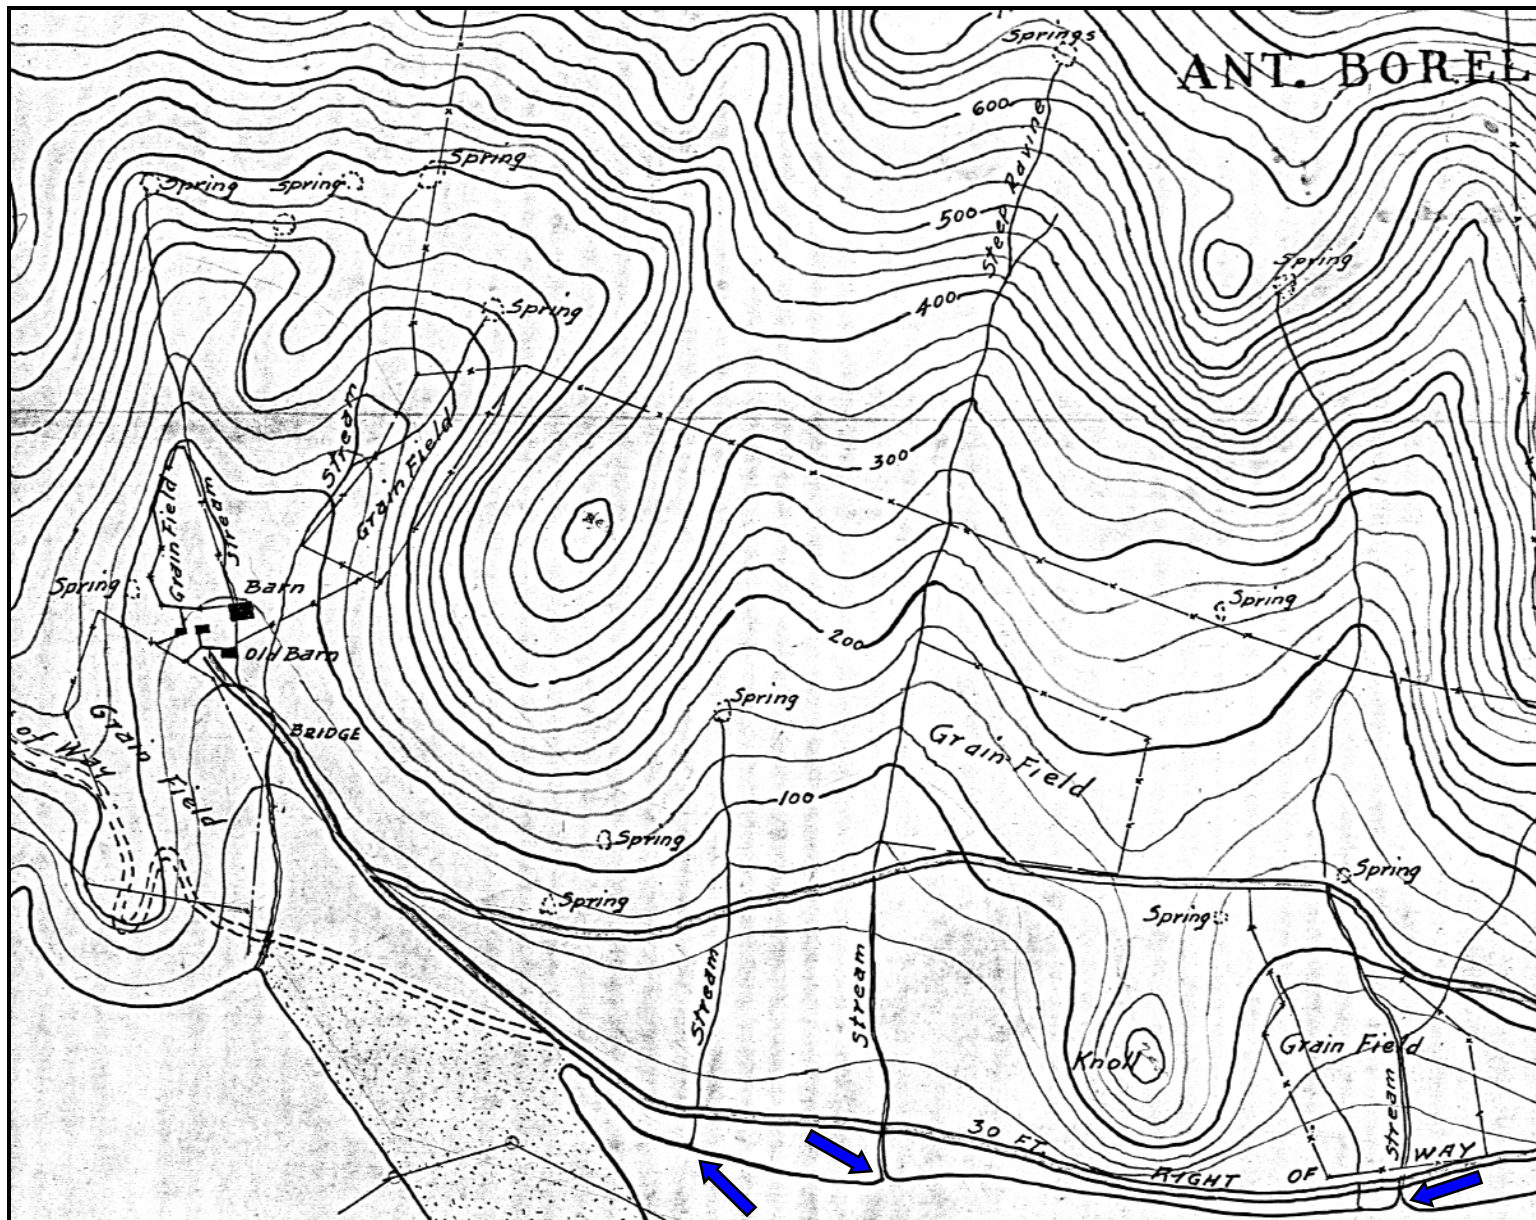 Springs
ANT. BOREL
600
Steep Ravine
Spring
Spring
Spring
500
Spring
400
Spring
Stream
Grain Field
300
Grain Field
Stream
Spring
Barn
Spring
200
Old Barn
Spring
of Way
Grain Field
BRIDGE
Grain Field
100
Spring
Spring
Spring
Spring
Stream
Stream
Knoll
Grain Field
Stream
30 FT. RIGHT OF WAY